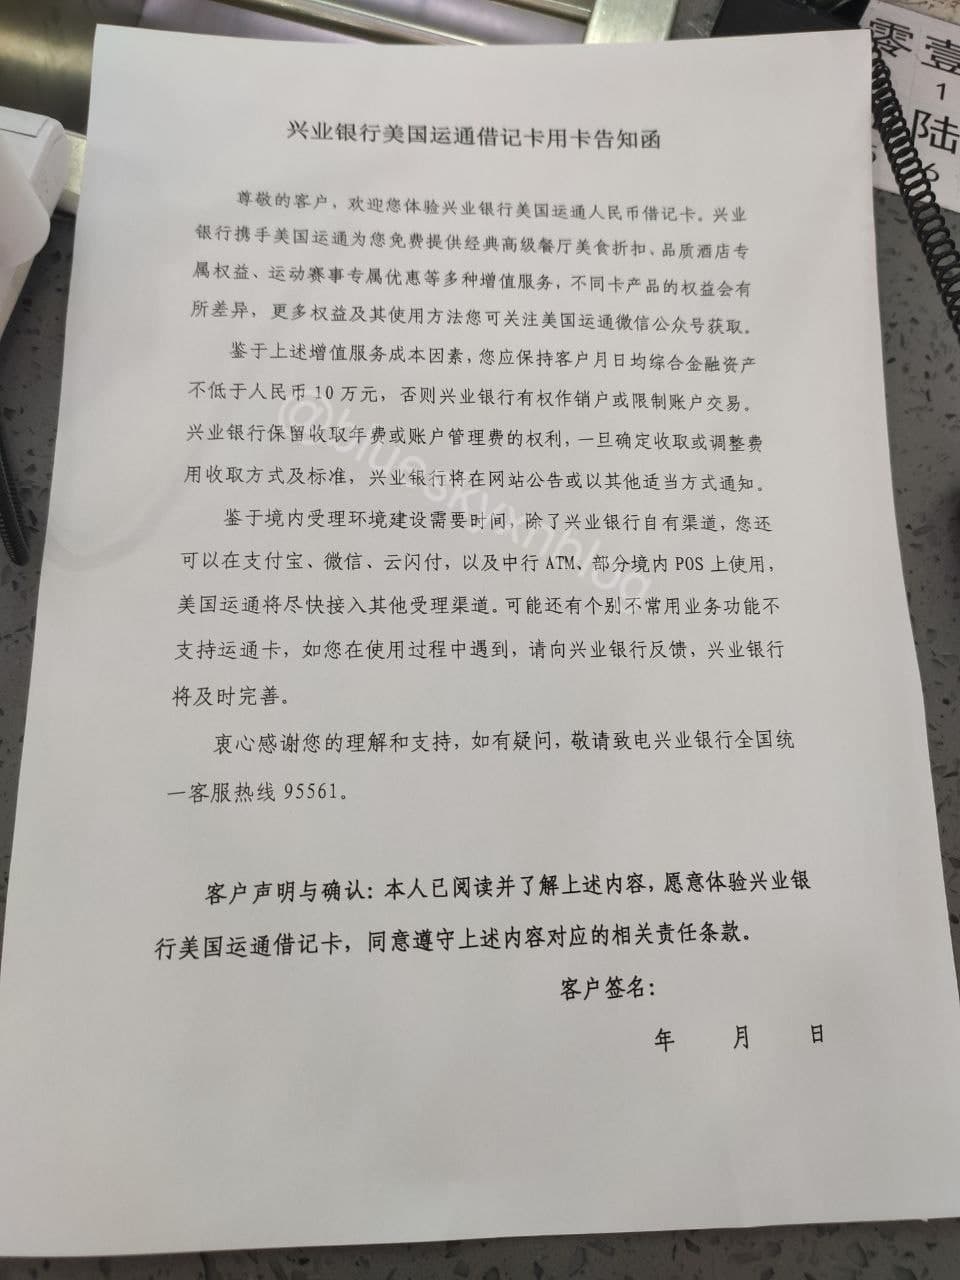 零 壹
1
陆
6
兴业银行美国运通借记卡用卡告知函
尊敬的客户，欢迎您体验兴业银行美国运通人民币借记卡。兴业
银行携手美国运通为您免费提供经典高级餐厅美食折扣、品质酒店专
属权益、运动赛事专属优惠等多种增值服务，不同卡产品的权益会有
所差异，更多权益及其使用方法您可关注美国运通微信公众号获取。
鉴于上述增值服务成本因素，您应保持客户月日均综合金融资产
不低于人民币 10 万元，否则兴业银行有权作销户或限制账户交易。
兴业银行保留收取年费或账户管理费的权利，一旦确定收取或调整费
用收取方式及标准，兴业银行将在网站公告或以其他适当方式通知。
鉴于境内受理环境建设需要时间，除了兴业银行自有渠道，您还
可以在支付宝、微信、云闪付，以及中行 ATM、部分境内 POS 上使用，
美国运通将尽快接入其他受理渠道。可能还有个别不常用业务功能不
支持运通卡，如您在使用过程中遇到，请向兴业银行反馈，兴业银行
将及时完善。
衷心感谢您的理解和支持，如有疑问，敬请致电兴业银行全国统
一客服热线 95561。
客户声明与确认：本人已阅读并了解上述内容，愿意体验兴业银
行美国运通借记卡，同意遵守上述内容对应的相关责任条款。
客户签名：
年 月 日
@blueskyxnblog